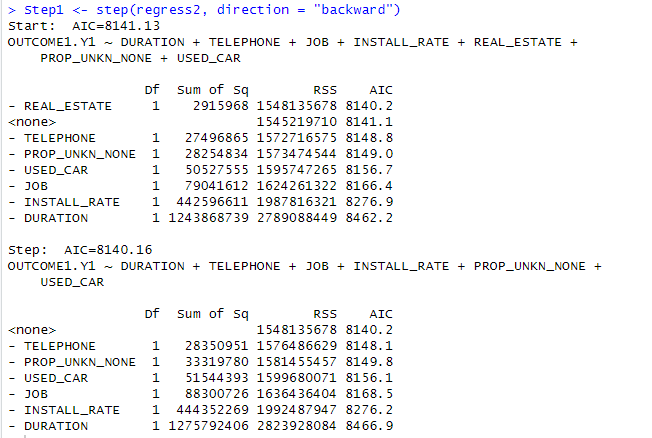 > Step1 <- step(regress2, direction = "backward")
Start:  AIC=8141.13
OUTCOME1.Y1 ~ DURATION + TELEPHONE + JOB + INSTALL_RATE + REAL_ESTATE +
    PROP_UNKN_NONE + USED_CAR

                 Df  Sum of Sq        RSS    AIC
- REAL_ESTATE     1    2915968 1548135678 8140.2
<none>                         1545219710 8141.1
- TELEPHONE       1   27496865 1572716575 8148.8
- PROP_UNKN_NONE  1   28254834 1573474544 8149.0
- USED_CAR        1   50527555 1595747265 8156.7
- JOB             1   79041612 1624261322 8166.4
- INSTALL_RATE    1  442596611 1987816321 8276.9
- DURATION        1 1243868739 2789088449 8462.2

Step:  AIC=8140.16
OUTCOME1.Y1 ~ DURATION + TELEPHONE + JOB + INSTALL_RATE + PROP_UNKN_NONE +
    USED_CAR

                 Df  Sum of Sq        RSS    AIC
<none>                         1548135678 8140.2
- TELEPHONE       1   28350951 1576486629 8148.1
- PROP_UNKN_NONE  1   33319780 1581455457 8149.8
- USED_CAR        1   51544393 1599680071 8156.1
- JOB             1   88300726 1636436404 8168.5
- INSTALL_RATE    1  444352269 1992487947 8276.2
- DURATION        1 1275792406 2823928084 8466.9